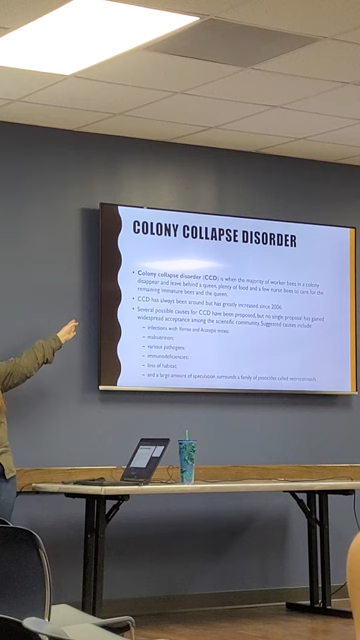 COLONY COLLAPSE DISORDER
• Colony collapse disorder (CCD) is when the majority of worker bees in a colony
disappear and leave behind a queen, plenty of food and a few nurse bees to care for the
remaining immature bees and the queen.
• CCD has always been around but has greatly increased since 2006.
• Several possible causes for CCD have been proposed, but no single proposal has gained
widespread acceptance among the scientific community. Suggested causes include:
– infections with Varroa and Acarapis mites;
– malnutrition;
– various pathogens;
– immunodeficiencies;
– loss of habitat;
– and a large amount of speculation surrounds a family of pesticides called neonicotinoids